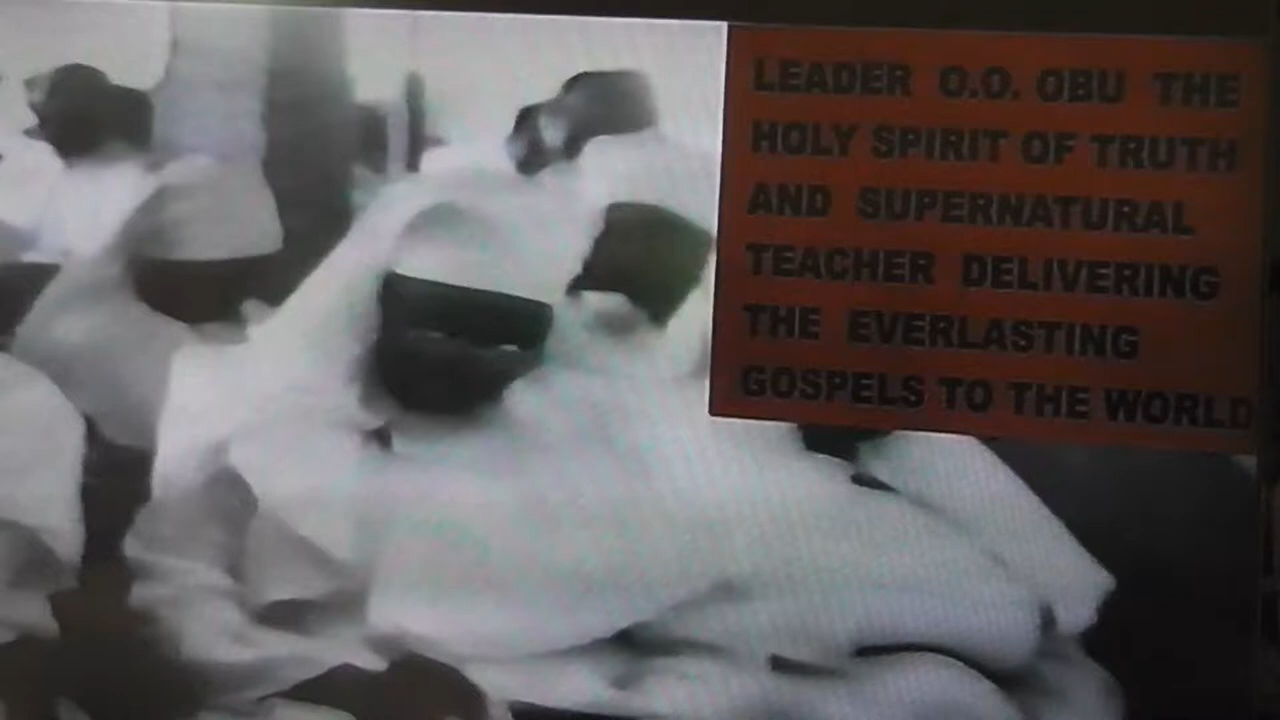 LEADER O.O. OBU THE
HOLY SPIRIT OF TRUTH
AND SUPERNATURAL
TEACHER DELIVERING
THE EVERLASTING
GOSPELS TO THE WORLD